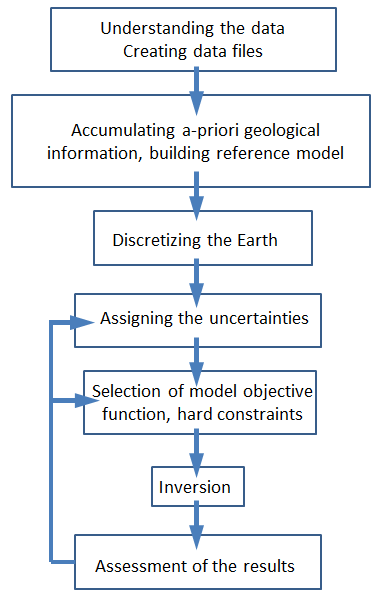 Understanding the data
Creating data files
Accumulating a-priori geological
information, building reference model
Discretizing the Earth
Assigning the uncertainties
Selection of model objective
function, hard constraints
Inversion
Assessment of the results